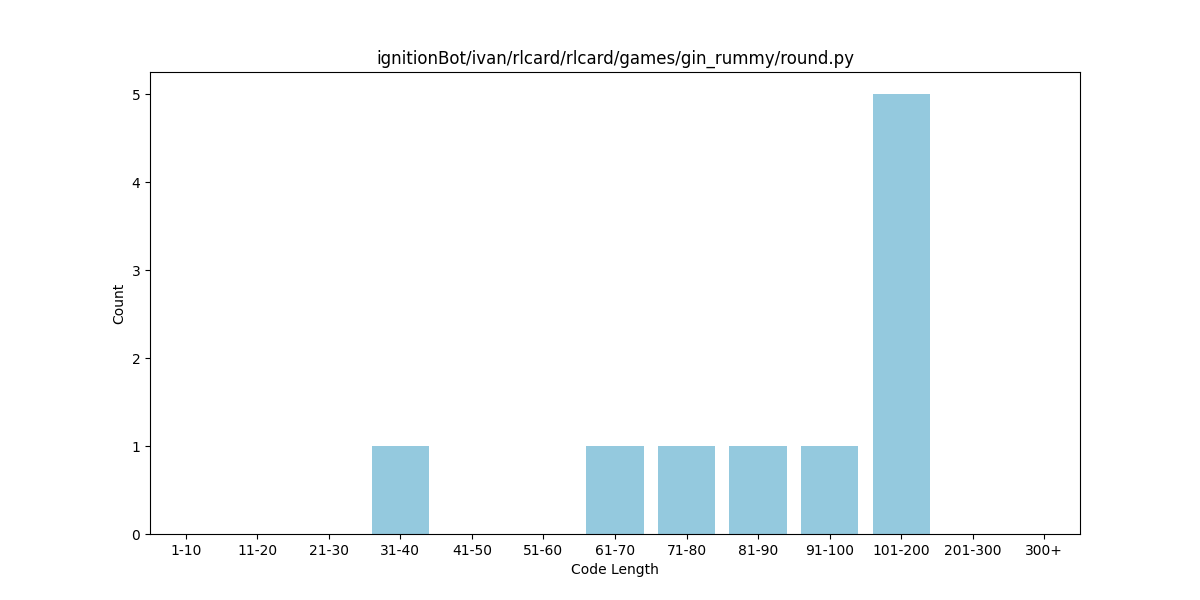 ignitionBot/ivan/rlcard/rlcard/games/gin_rummy/round.py
5
4
3
2
1
0
Count
1-10 11-20 21-30 31-40 41-50 51-60 61-70 71-80 81-90 91-100 101-200 201-300 300+
Code Length